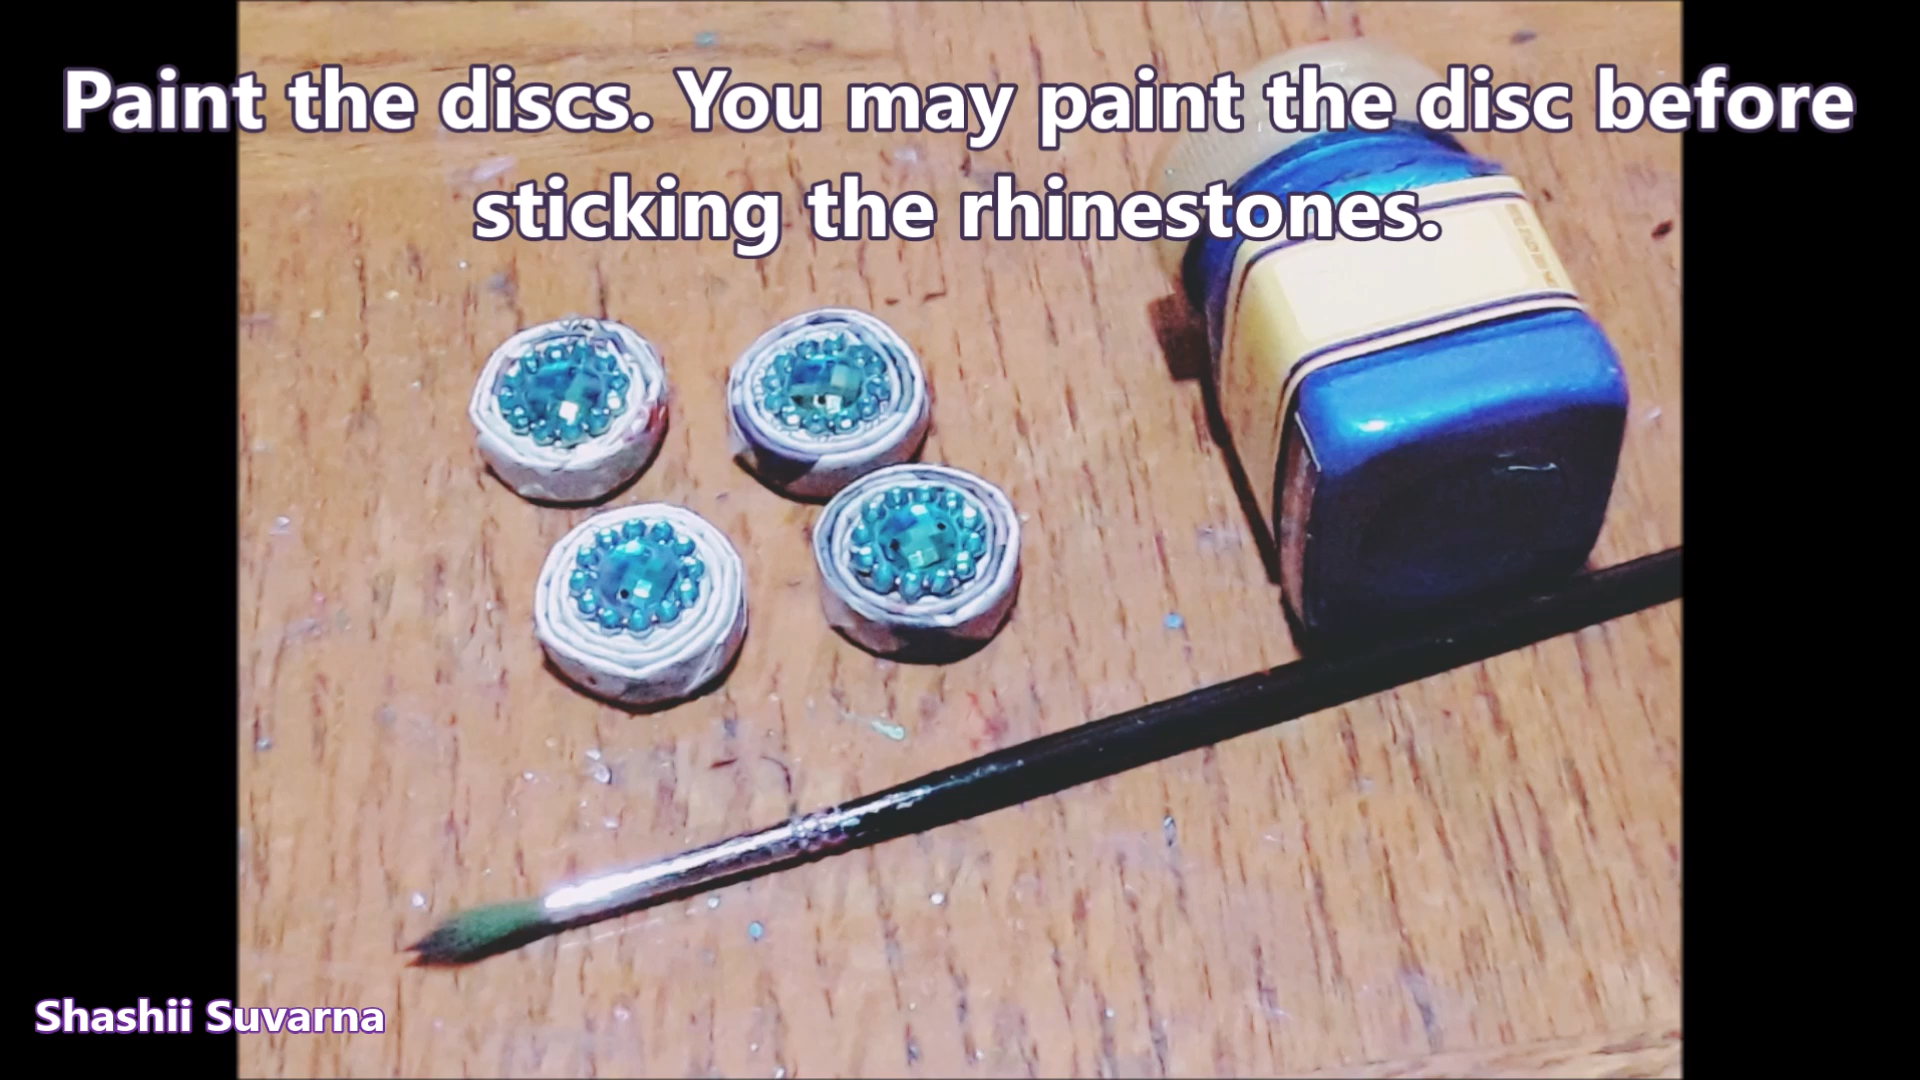 Paint the discs. You may paint the disc before
sticking the rhinestones.
Shashii Suvarna